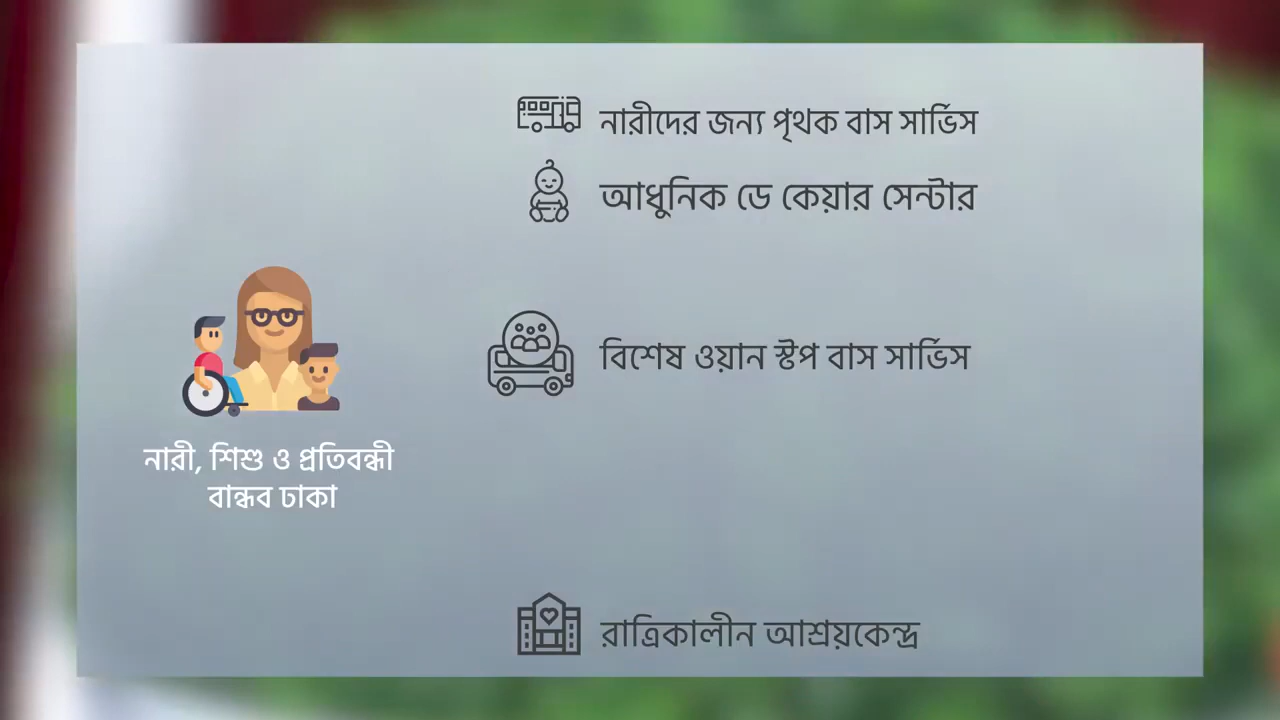 নারীদের জন্য পৃথক বাস সার্ভিস
আধুনিক ডে কেয়ার সেন্টার
বিশেষ ওয়ান স্টপ বাস সার্ভিস
নারী, শিশু ও প্রতিবন্ধী
বান্ধব ঢাকা
রাত্রিকালীন আশ্রয়কেন্দ্র